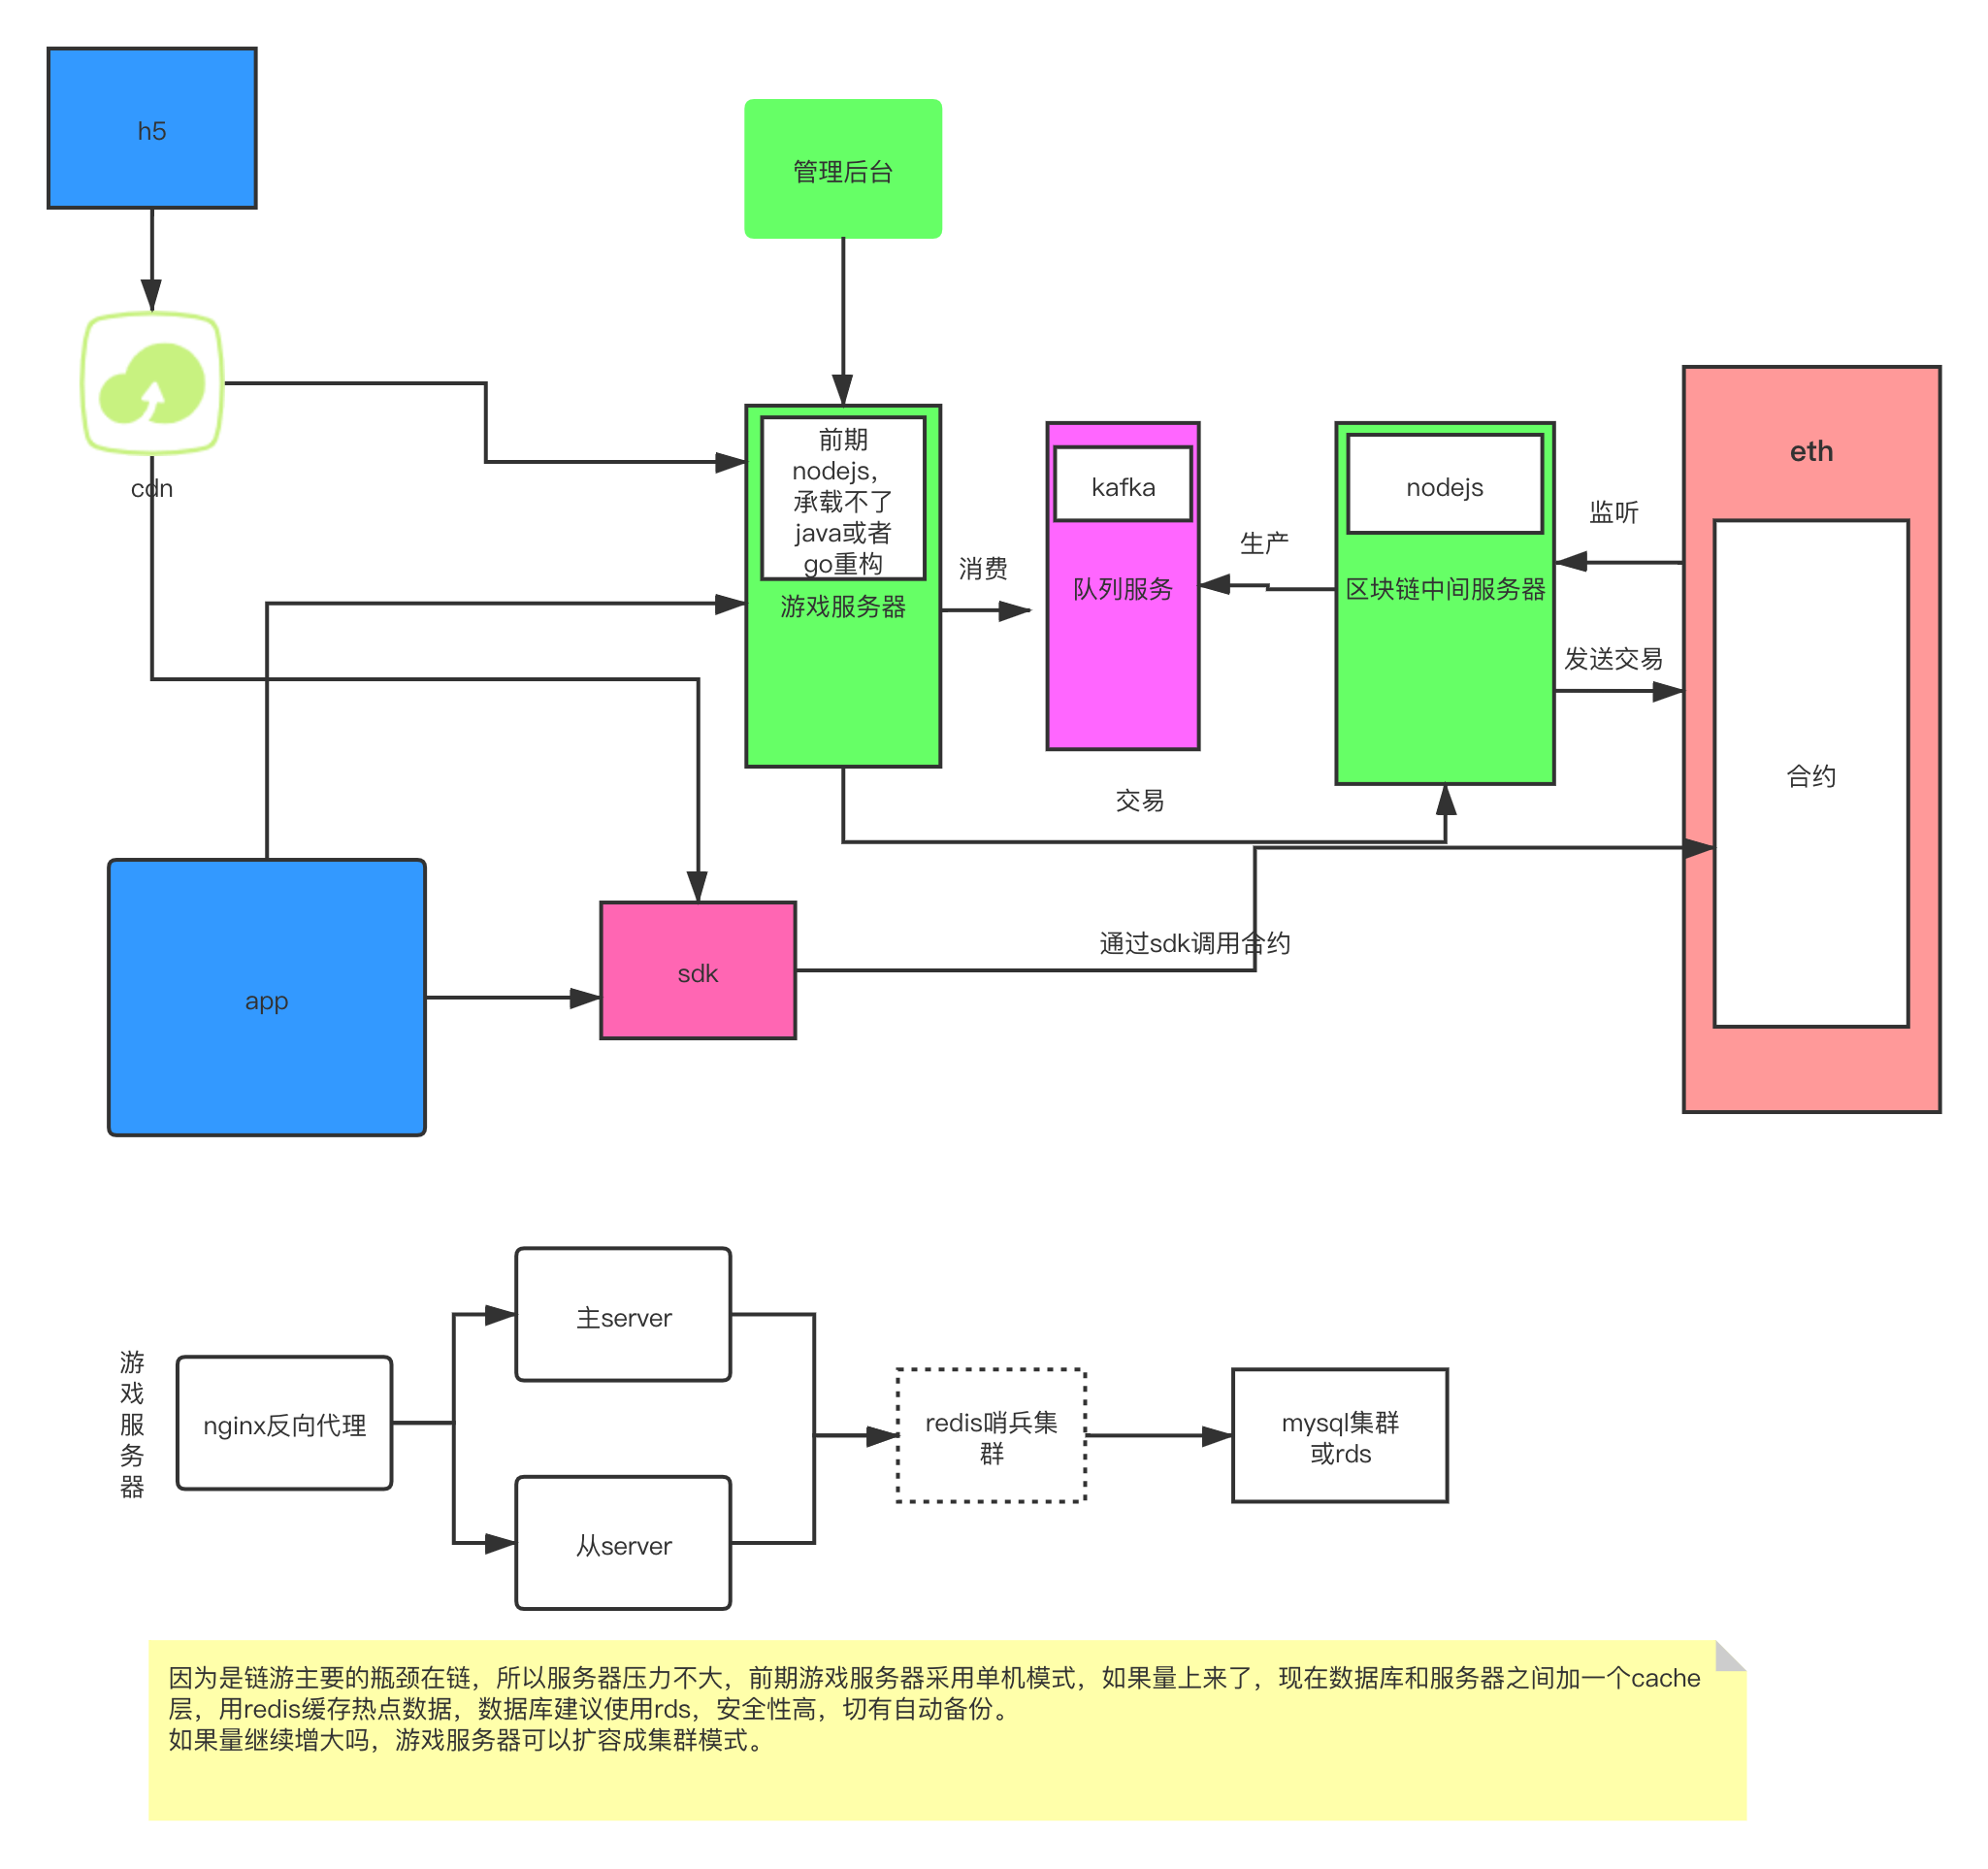 h5
管理后台
cdn
前期
nodejs，
承载不了
java或者
go重构
游戏服务器
消费
kafka
队列服务
生产
nodejs
区块链中间服务器
监听
发送交易
eth
合约
交易
通过sdk调用合约
sdk
app
游
戏
服
务
器
nginx反向代理
主server
从server
redis哨兵集
群
mysql集群
或rds
因为是链游主要的瓶颈在链，所以服务器压力不大，前期游戏服务器采用单机模式，如果量上来了，现在数据库和服务器之间加一个cache
层，用redis缓存热点数据，数据库建议使用rds，安全性高，切有自动备份。
如果量继续增大吗，游戏服务器可以扩容成集群模式。